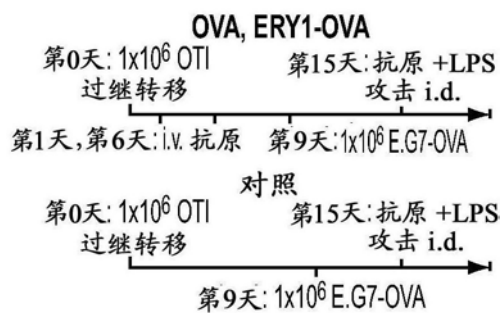 OVA, ERY1-OVA
第0天: 1x10⁶ OTI 第15天: 抗原 +LPS
过继转移 攻击 i.d.
第1天, 第6天: i.v. 抗原 第9天: 1x10⁶ E.G7-OVA
对照
第0天: 1x10⁶ OTI 第15天: 抗原 +LPS
过继转移 攻击 i.d.
第9天: 1x10⁶ E.G7-OVA